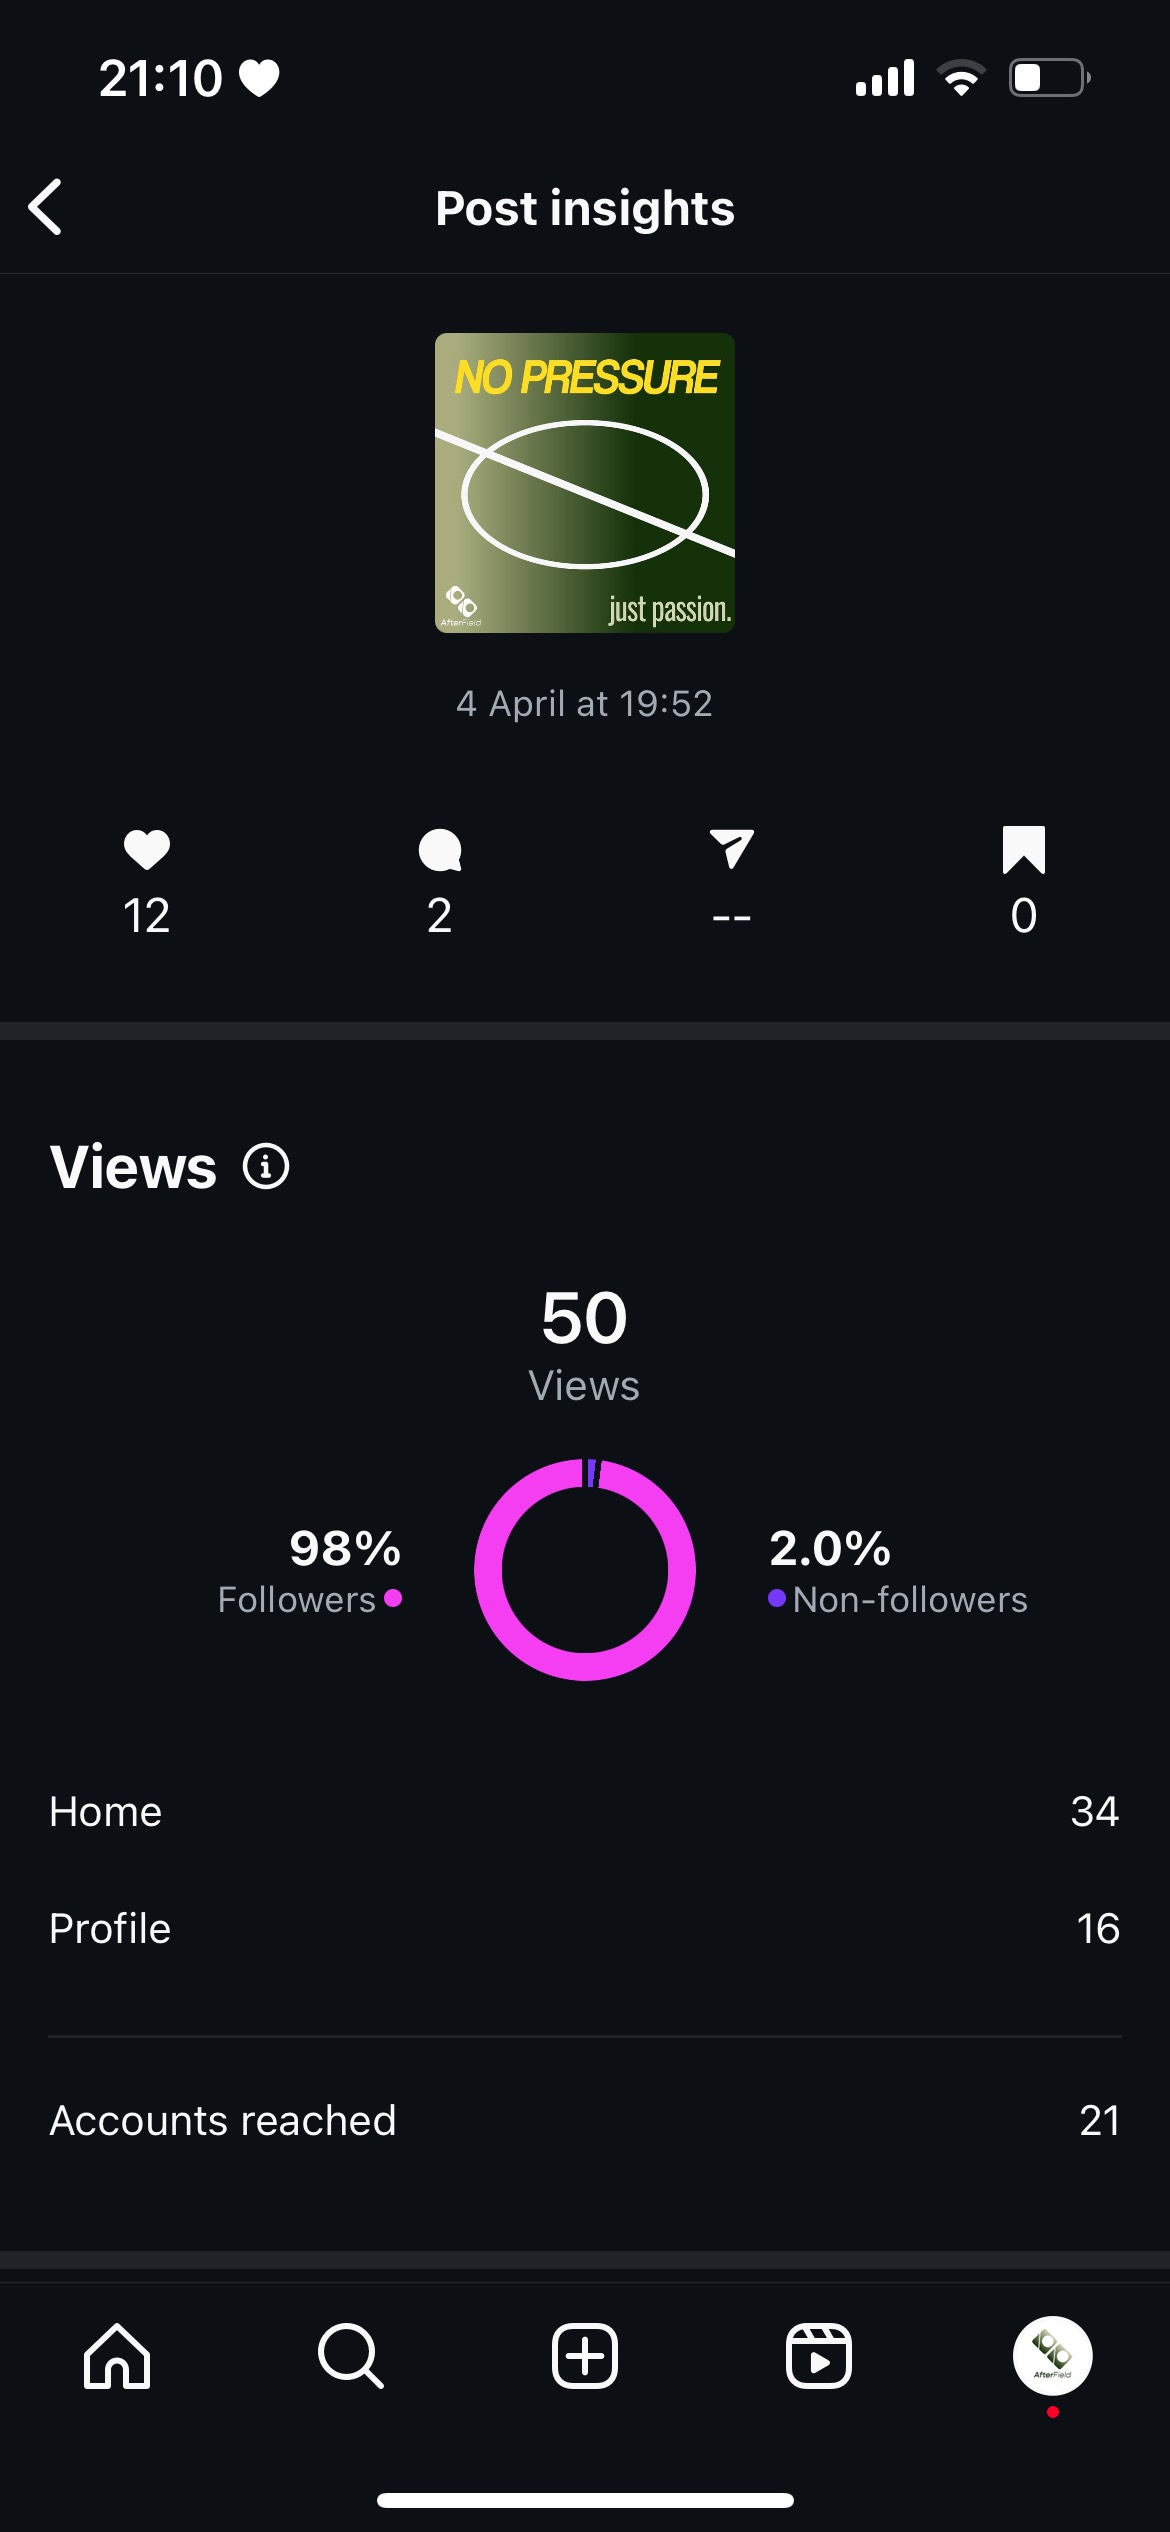 21:10
Post insights
NO PRESSURE
just passion.
AfterField
4 April at 19:52
12
2
--
0
Views
50
Views
98%
Followers
2.0%
Non-followers
Home
34
Profile
16
Accounts reached
21
AfterField